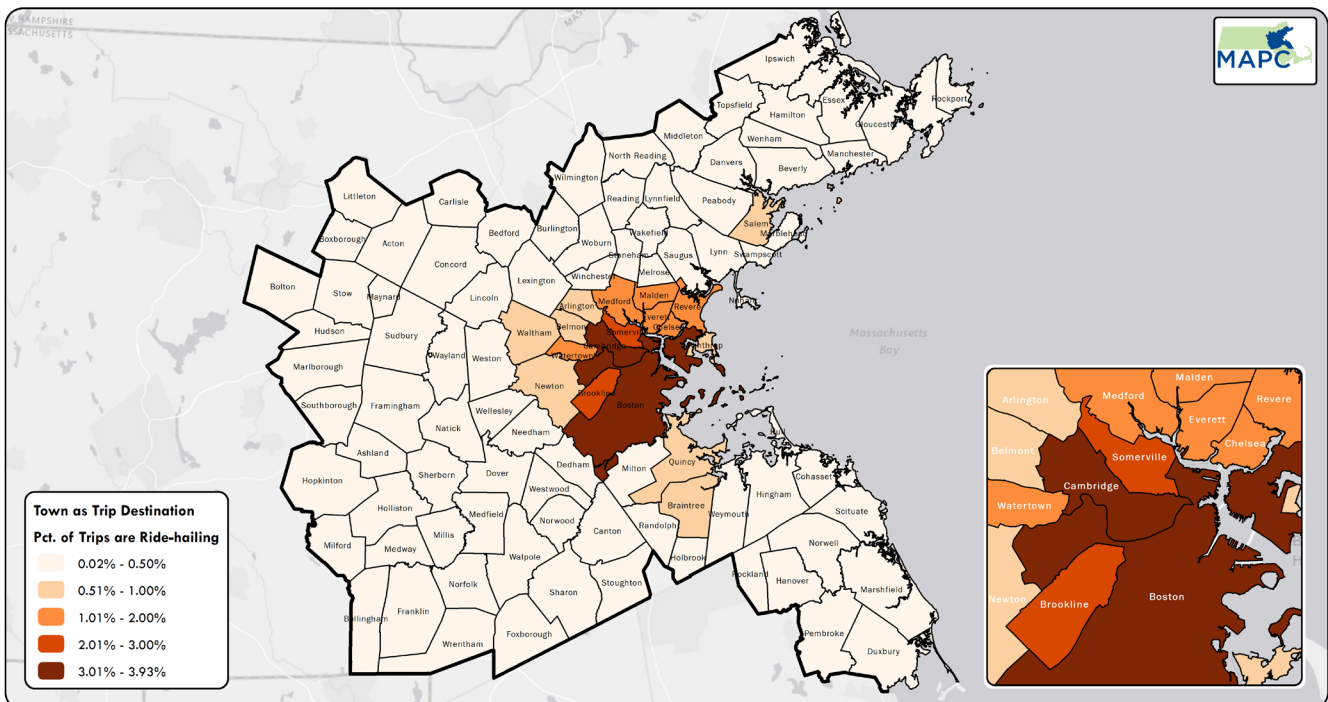 MAPC
Ipswich
Rockport
Topsfield
Essex
Hamilton
Gloucester
Middleton
Wenham
North Reading
Manchester
Danvers
Beverly
Wilmington
Littleton
Carlisle
Reading
Lynnfield
Peabody
Salem
Marblehead
Bedford
Burlington
Wakefield
Boxborough
Acton
Woburn
Stoneham
Saugus
Lynn
Swampscott
Concord
Lexington
Winchester
Melrose
Bolton
Stow
Maynard
Lincoln
Nahant
Arlington
Medford
Malden
Revere
Everett
Chelsea
Hudson
Sudbury
Waltham
Belmont
Somerville
Cambridge
Winthrop
Massachusetts
Bay
Wayland
Weston
Watertown
Marlborough
Newton
Brookline
Boston
Southborough
Framingham
Wellesley
Natick
Needham
Hull
Ashland
Dedham
Milton
Quincy
Hopkinton
Sherborn
Dover
Westwood
Cohasset
Hingham
Holliston
Medfield
Norwood
Braintree
Weymouth
Scituate
Milford
Medway
Millis
Canton
Randolph
Norwell
Walpole
Holbrook
Norfolk
Stoughton
Rockland
Hanover
Sharon
Marshfield
Bellingham
Franklin
Foxborough
Wrentham
Pembroke
Duxbury
Town as Trip Destination
Pct. of Trips are Ride-hailing
0.02% - 0.50%
0.51% - 1.00%
1.01% - 2.00%
2.01% - 3.00%
3.01% - 3.93%
Malden
Arlington
Medford
Revere
Everett
Chelsea
Belmont
Somerville
Cambridge
Watertown
Newton
Brookline
Boston